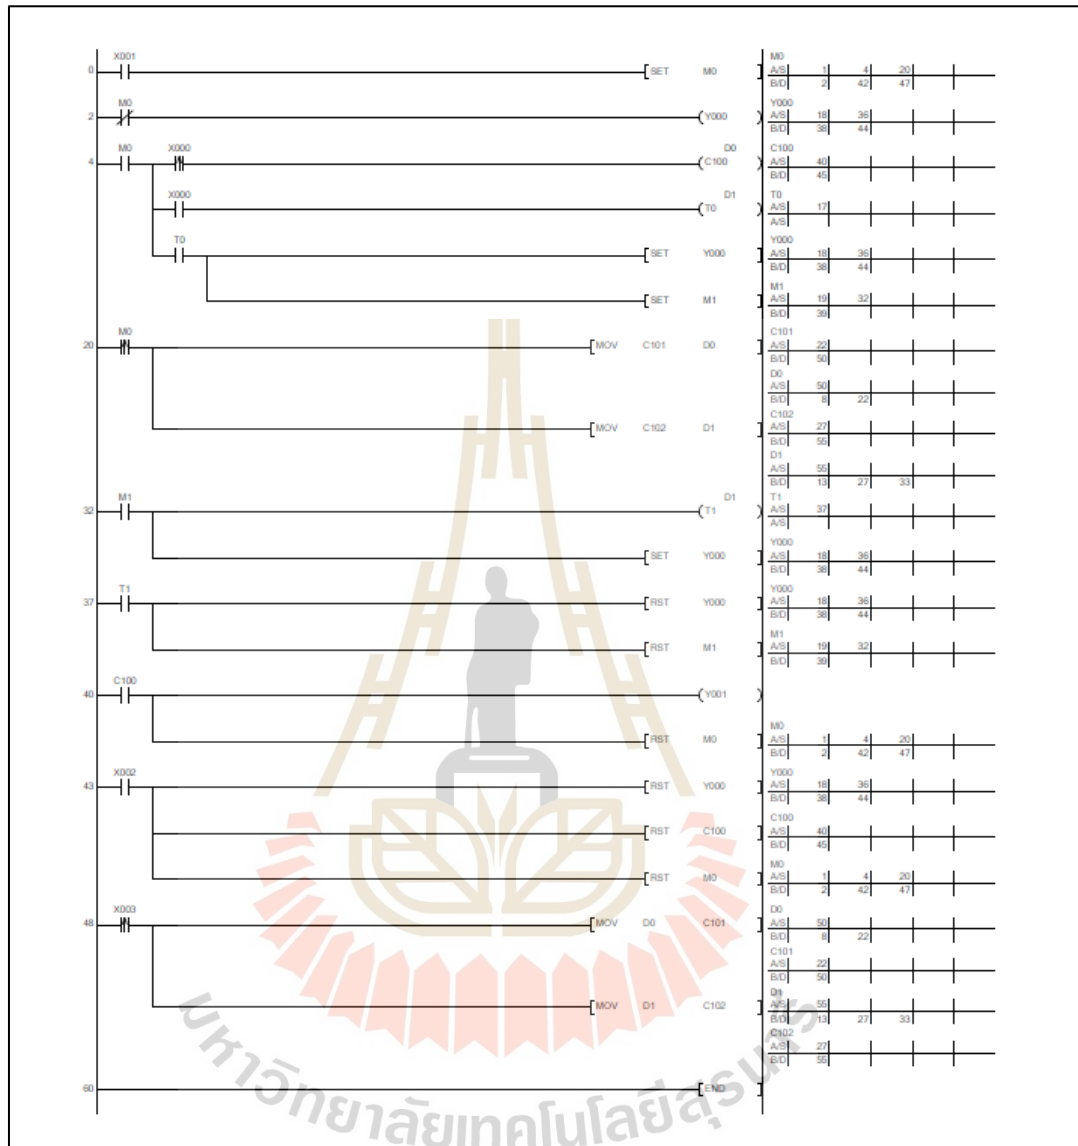 X001
0 [ SET M0 ] M0
A/S 1 4 20
B/D 2 42 47
M0
2 ( Y000 ) Y000
A/S 18 36
B/D 38 44
M0 X000 D0
4 ( C100 ) C100
A/S 40
B/D 45
X000 D1
( T0 ) T0
A/S 17
A/S
T0
[ SET Y000 ] Y000
A/S 18 36
B/D 38 44
[ SET M1 ] M1
A/S 19 32
B/D 39
M0
20 [ MOV C101 D0 ] C101
A/S 22
B/D 50
D0
A/S 50
B/D 8 22
[ MOV C102 D1 ] C102
A/S 27
B/D 55
D1
A/S 55
B/D 13 27 33
M1 D1
32 ( T1 ) T1
A/S 37
A/S
[ SET Y000 ] Y000
A/S 18 36
B/D 38 44
T1
37 [ RST Y000 ] Y000
A/S 18 36
B/D 38 44
[ RST M1 ] M1
A/S 19 32
B/D 39
C100
40 ( Y001 )
[ RST M0 ] M0
A/S 1 4 20
B/D 2 42 47
X002
43 [ RST Y000 ] Y000
A/S 18 36
B/D 38 44
[ RST C100 ] C100
A/S 40
B/D 45
[ RST M0 ] M0
A/S 1 4 20
B/D 2 42 47
X003
48 [ MOV D0 C101 ] D0
A/S 50
B/D 8 22
C101
A/S 22
B/D 50
[ MOV D1 C102 ] D1
A/S 55
B/D 13 27 33
C102
A/S 27
B/D 55
60 [ END ]
มหาวิทยาลัยเทคโนโลยีสุรนารี